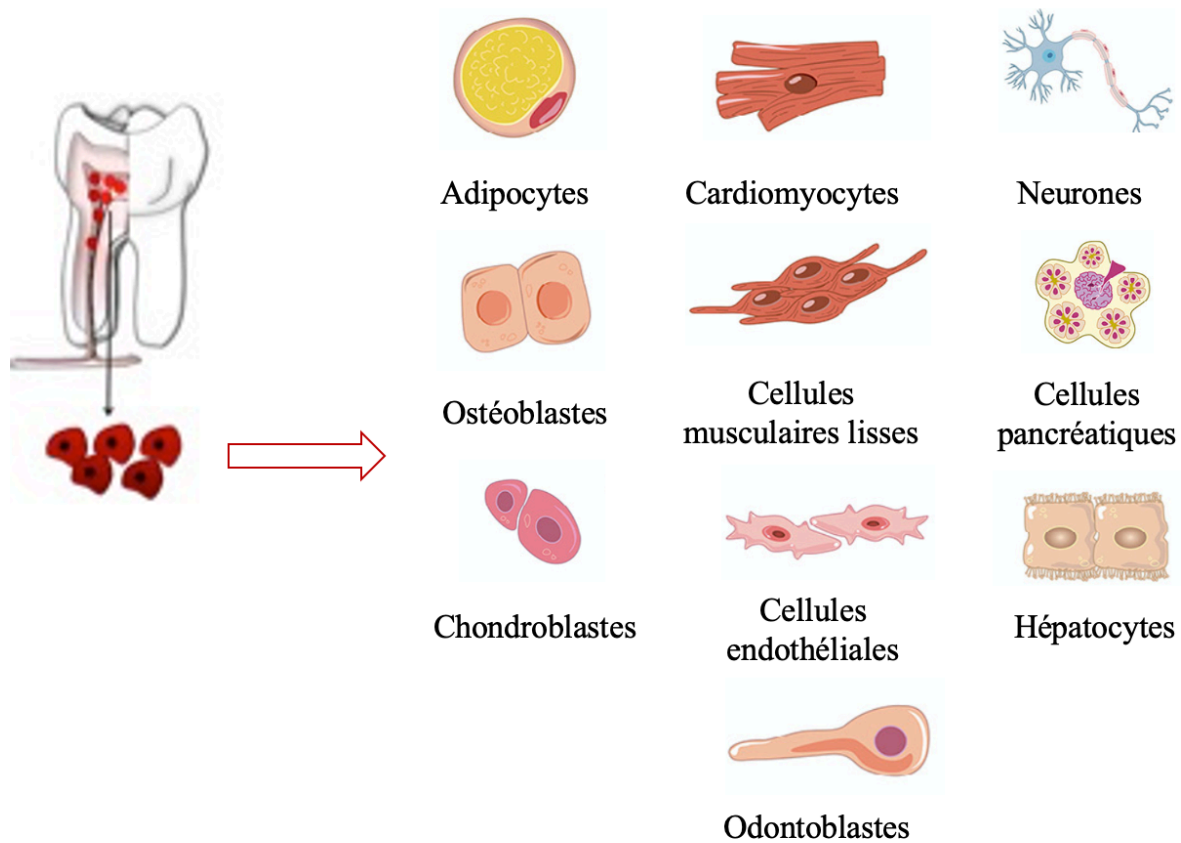 Adipocytes
Cardiomyocytes
Neurones
Ostéoblastes
Cellules
musculaires lisses
Cellules
pancréatiques
Chondroblastes
Cellules
endothéliales
Hépatocytes
Odontoblastes